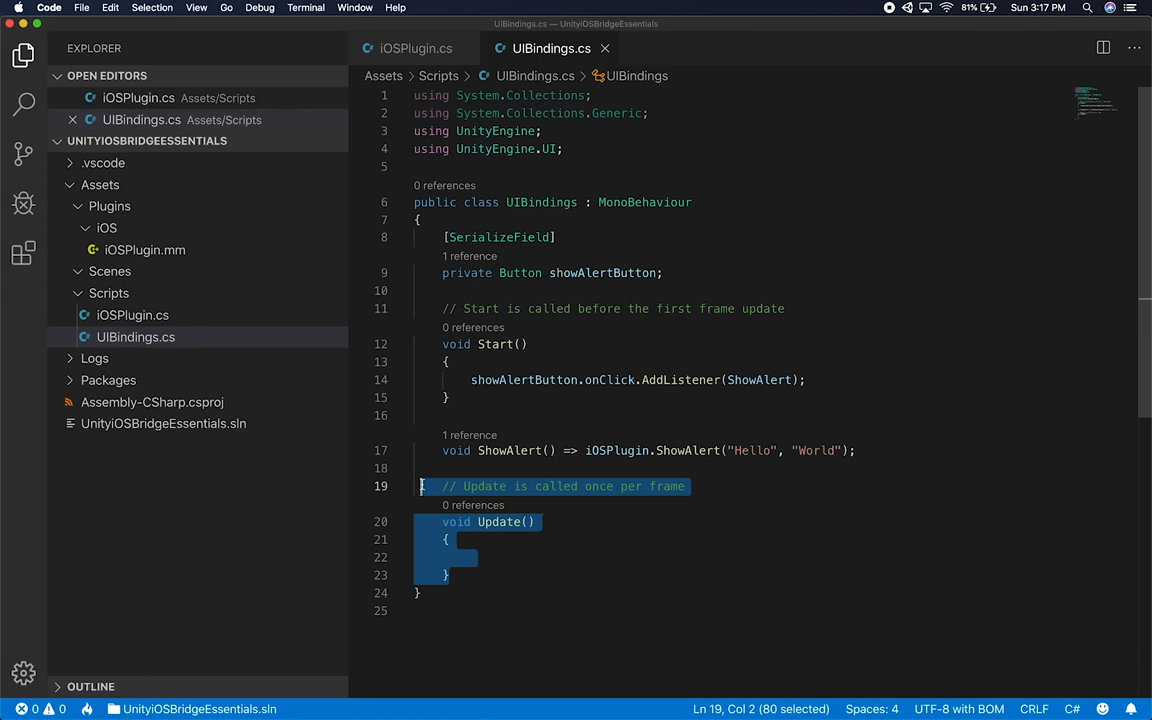 Code File Edit Selection View Go Debug Terminal Window Help 81% Sun 3:17 PM
UIBindings.cs — UnityiOSBridgeEssentials
EXPLORER
OPEN EDITORS
iOSPlugin.cs Assets/Scripts
UIBindings.cs Assets/Scripts
UNITYIOSBRIDGEESSENTIALS
.vscode
Assets
Plugins
iOS
iOSPlugin.mm
Scenes
Scripts
iOSPlugin.cs
UIBindings.cs
Logs
Packages
Assembly-CSharp.csproj
UnityiOSBridgeEssentials.sln
OUTLINE
iOSPlugin.cs UIBindings.cs
Assets > Scripts > UIBindings.cs > UIBindings
1 using System.Collections;
2 using System.Collections.Generic;
3 using UnityEngine;
4 using UnityEngine.UI;
5
0 references
6 public class UIBindings : MonoBehaviour
7 {
8 [SerializeField]
1 reference
9 private Button showAlertButton;
10
11 // Start is called before the first frame update
0 references
12 void Start()
13 {
14 showAlertButton.onClick.AddListener(ShowAlert);
15 }
16
1 reference
17 void ShowAlert() => iOSPlugin.ShowAlert("Hello", "World");
18
19 // Update is called once per frame
0 references
20 void Update()
21 {
22
23 }
24 }
25
0 0 UnityiOSBridgeEssentials.sln Ln 19, Col 2 (80 selected) Spaces: 4 UTF-8 with BOM CRLF C#